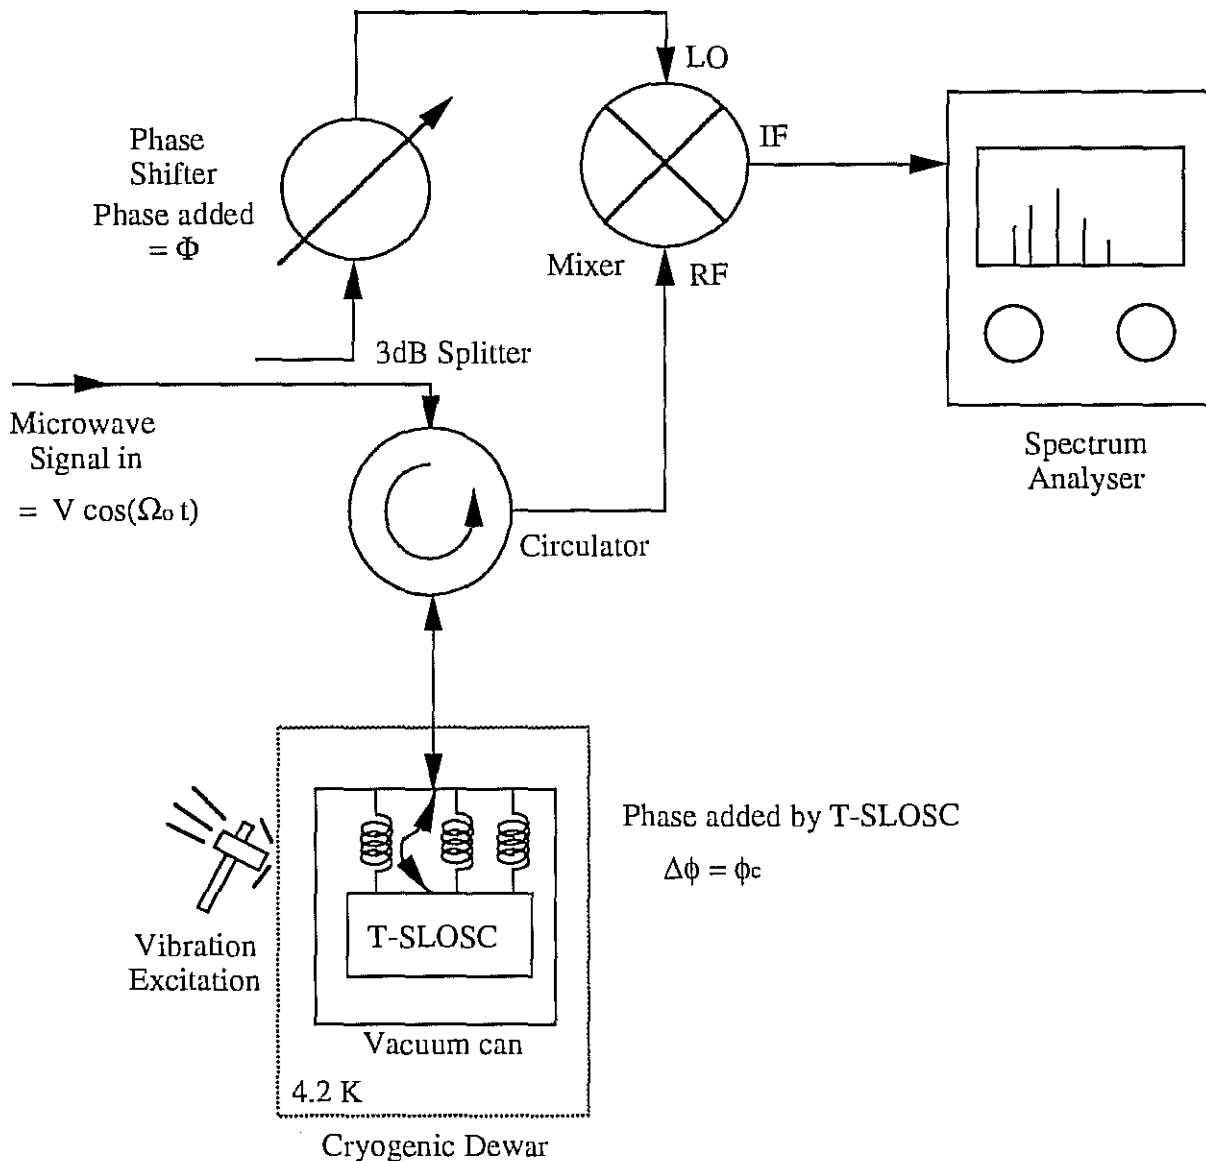 LO
Phase
Shifter
Phase added
= Φ
IF
Mixer
RF
3dB Splitter
Microwave
Signal in
= V cos(Ωₒ t)
Spectrum
Analyser
Circulator
Phase added by T-SLOSC
Δϕ = ϕc
T-SLOSC
Vibration
Excitation
Vacuum can
4.2 K
Cryogenic Dewar